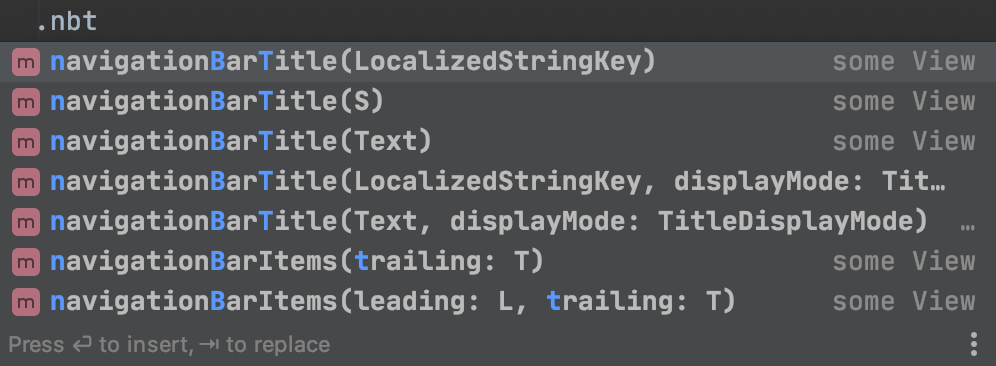 .nbt
m navigationBarTitle(LocalizedStringKey) some View
m navigationBarTitle(S) some View
m navigationBarTitle(Text) some View
m navigationBarTitle(LocalizedStringKey, displayMode: Tit…
m navigationBarTitle(Text, displayMode: TitleDisplayMode) …
m navigationBarItems(trailing: T) some View
m navigationBarItems(leading: L, trailing: T) some View
Press ↵ to insert, ⇥ to replace